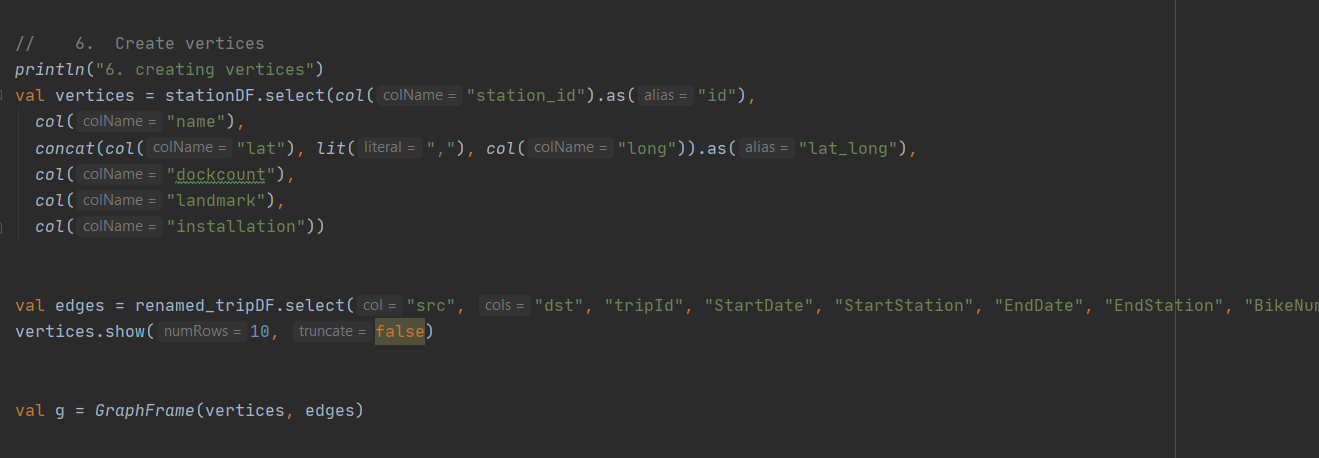 //    6.  Create vertices
println("6. creating vertices")
val vertices = stationDF.select(col( colName = "station_id").as( alias = "id"),
col( colName = "name"),
concat(col( colName = "lat"), lit( literal = ","), col( colName = "long")).as( alias = "lat_long"),
col( colName = "dockcount"),
col( colName = "landmark"),
col( colName = "installation"))
val edges = renamed_tripDF.select( col = "src", cols = "dst", "tripId", "StartDate", "StartStation", "EndDate", "EndStation", "BikeNum
vertices.show( numRows = 10, truncate = false)
val g = GraphFrame(vertices, edges)